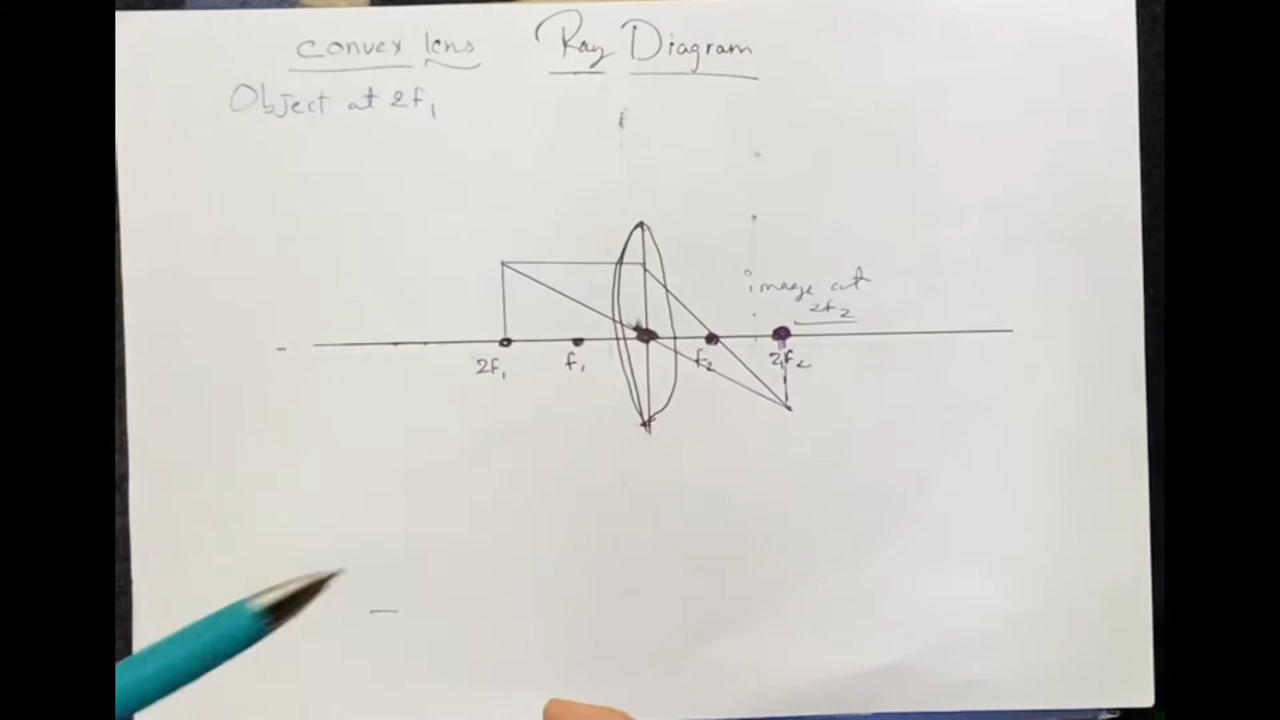 convex lens Ray Diagram
Object at 2f1
image at
2f2
2f1
f1
f2
2f2